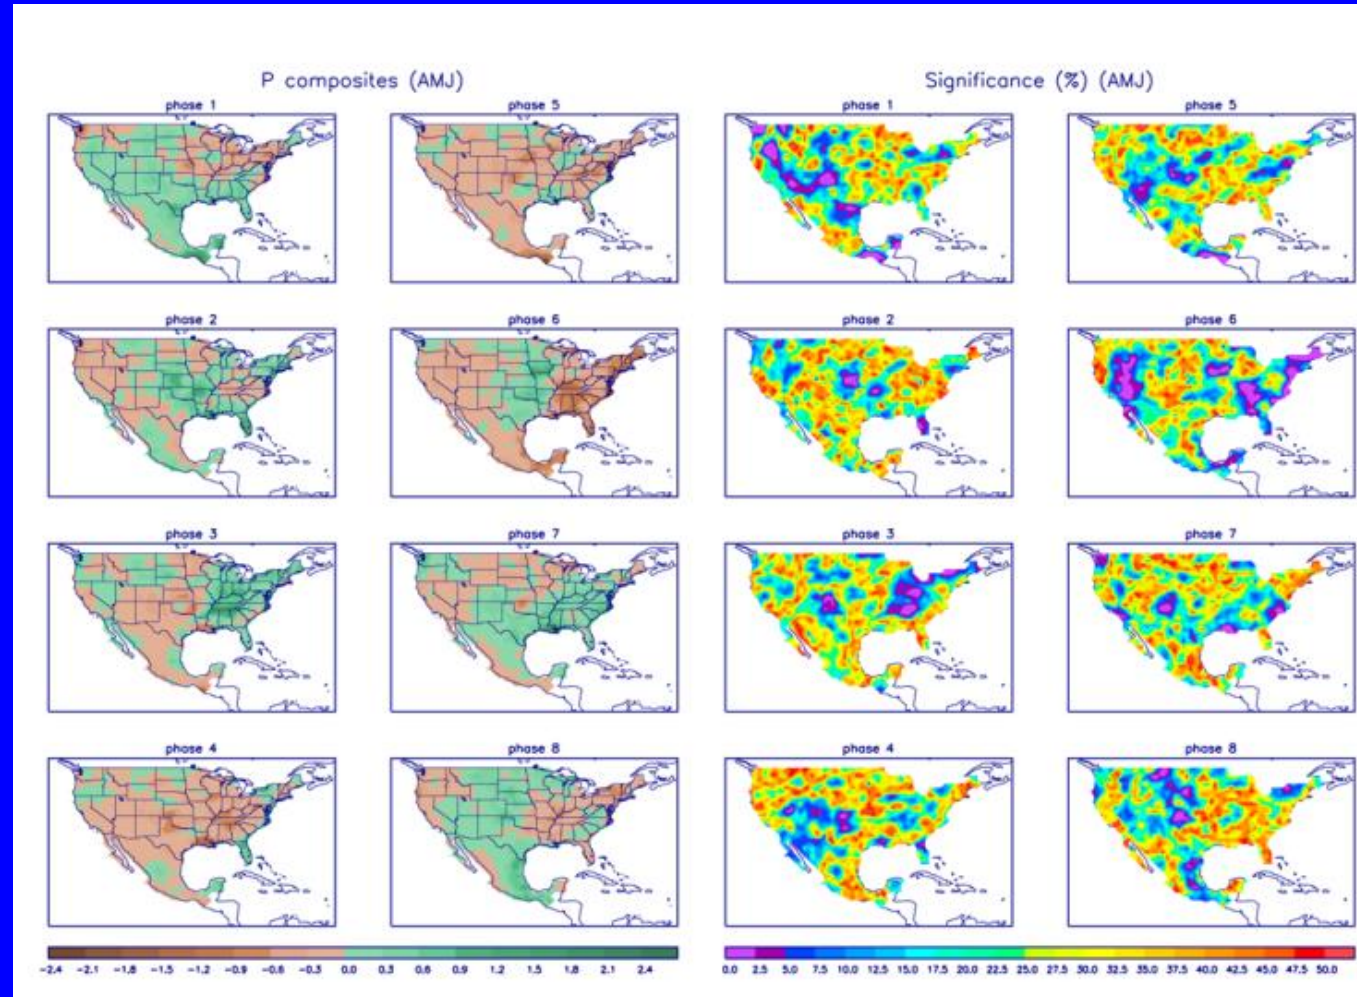 P composites (AMJ)
Significance (%) (AMJ)
phase 1
phase 5
phase 1
phase 5
phase 2
phase 6
phase 2
phase 6
phase 3
phase 7
phase 3
phase 7
phase 4
phase 8
phase 4
phase 8
-2.4 -2.1 -1.8 -1.5 -1.2 -0.9 -0.6 -0.3 0.0 0.3 0.6 0.9 1.2 1.5 1.8 2.1 2.4
0.0 2.5 5.0 7.5 10.0 12.5 15.0 17.5 20.0 22.5 25.0 27.5 30.0 32.5 35.0 37.5 40.0 42.5 45.0 47.5 50.0